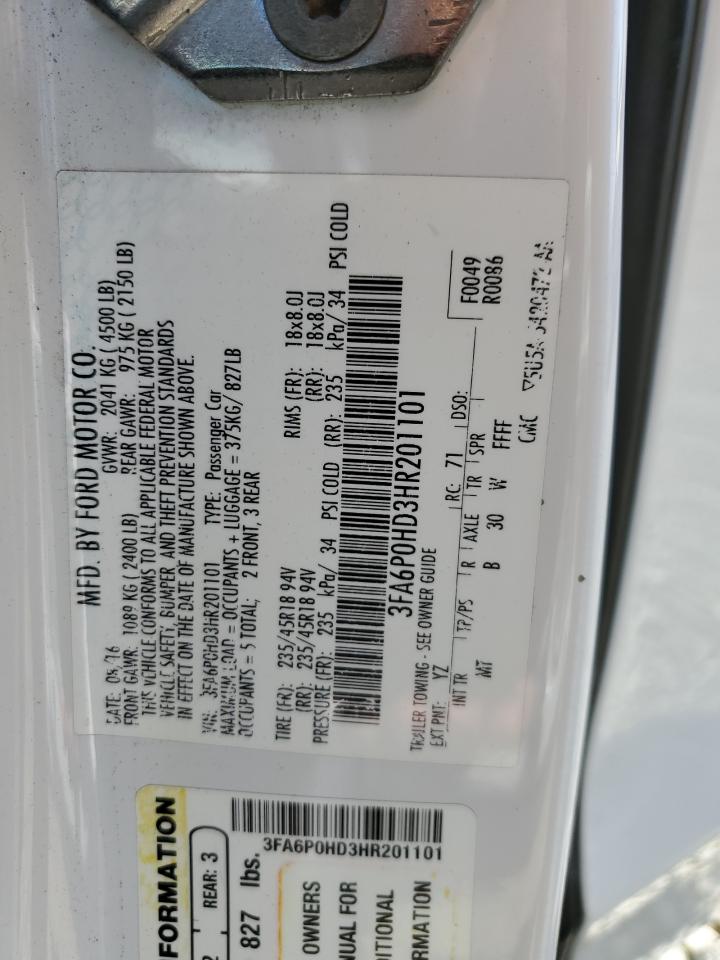 MFD. BY FORD MOTOR CO.
DATE: 08/16 GVWR: 2041 KG ( 4500 LB)
FRONT GAWR: 1089 KG ( 2400 LB) REAR GAWR: 975 KG ( 2150 LB)
THIS VEHICLE CONFORMS TO ALL APPLICABLE FEDERAL MOTOR
VEHICLE SAFETY, BUMPER AND THEFT PREVENTION STANDARDS
IN EFFECT ON THE DATE OF MANUFACTURE SHOWN ABOVE.
VIN: 3FA6P0HD3HR201101 TYPE: Passenger Car
MAXIMUM LOAD = OCCUPANTS + LUGGAGE = 375KG/ 827LB
OCCUPANTS = 5 TOTAL; 2 FRONT, 3 REAR
TIRE (FR): 235/45R18 94V RIMS (FR): 18x8.0J
(RR): 235/45R18 94V (RR): 18x8.0J
PRESSURE (FR): 235 kPa/ 34 PSI COLD (RR): 235 kPa/ 34 PSI COLD
3FA6P0HD3HR201101
TRAILER TOWING - SEE OWNER GUIDE
F0049
R0086
EXT PNT: YZ RC: 71 DSO:
INT TR TP/PS R AXLE TR SPR
MT B 30 W FFFF
CMC
FORMATION
REAR: 3
827 lbs.
3FA6P0HD3HR201101
OWNERS
NUAL FOR
DITIONAL
RMATION